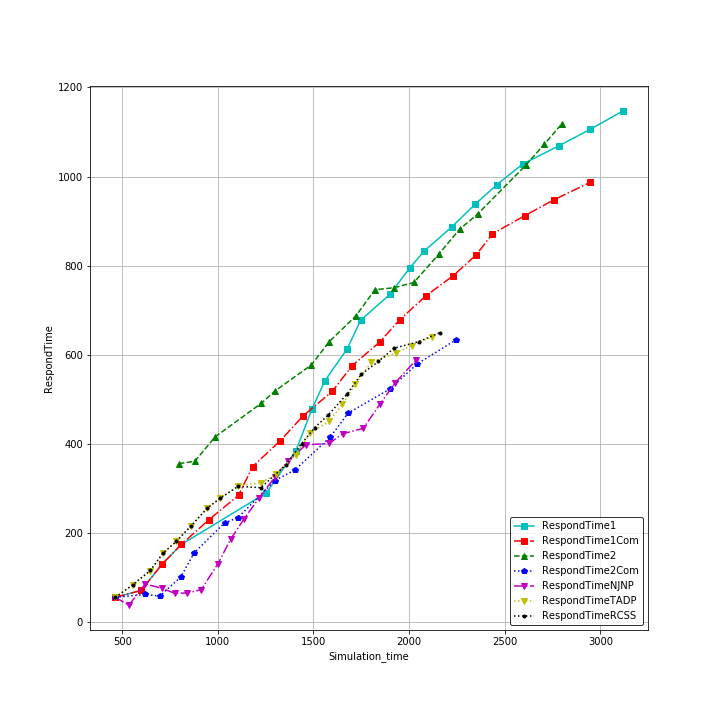 1200
1000
800
600
400
200
0
RespondTime
500
1000
1500
2000
2500
3000
Simulation_time
RespondTime1
RespondTime1Com
RespondTime2
RespondTime2Com
RespondTimeNJNP
RespondTimeTADP
RespondTimeRCSS